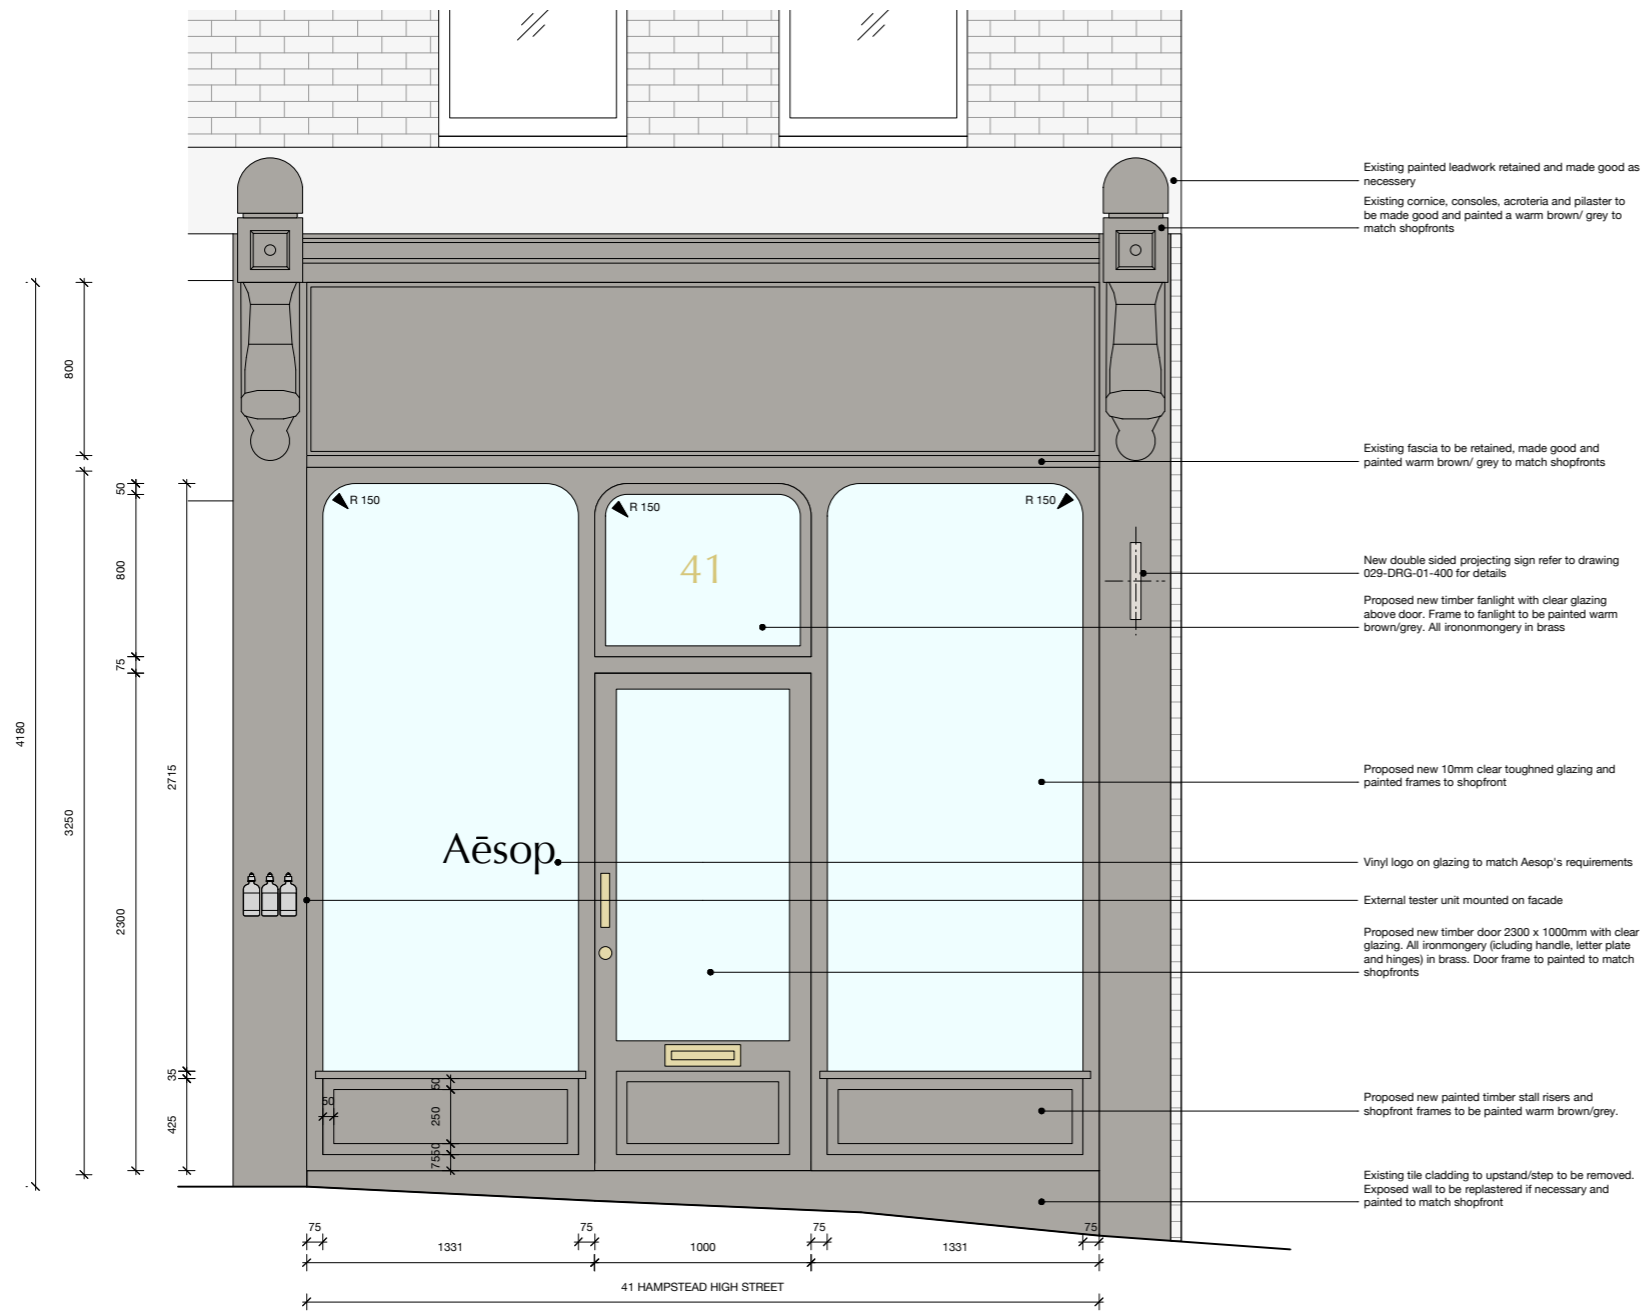 Existing painted leadwork retained and made good as
necessery
Existing cornice, consoles, acroteria and pilaster to
be made good and painted a warm brown/ grey to
match shopfronts
800
Existing fascia to be retained, made good and
painted warm brown/ grey to match shopfronts
50
R 150
R 150
R 150
41
800
New double sided projecting sign refer to drawing
029-DRG-01-400 for details
Proposed new timber fanlight with clear glazing
above door. Frame to fanlight to be painted warm
brown/grey. All irononmongery in brass
75
4180
2715
3250
2300
Proposed new 10mm clear toughned glazing and
painted frames to shopfront
Aēsop
Vinyl logo on glazing to match Aesop's requirements
External tester unit mounted on facade
Proposed new timber door 2300 x 1000mm with clear
glazing. All ironmongery (icluding handle, letter plate
and hinges) in brass. Door frame to painted to match
shopfronts
35
50
50
250
425
50
75
Proposed new painted timber stall risers and
shopfront frames to be painted warm brown/grey.
Existing tile cladding to upstand/step to be removed.
Exposed wall to be replastered if necessary and
painted to match shopfront
75
75
75
75
1331
1000
1331
41 HAMPSTEAD HIGH STREET